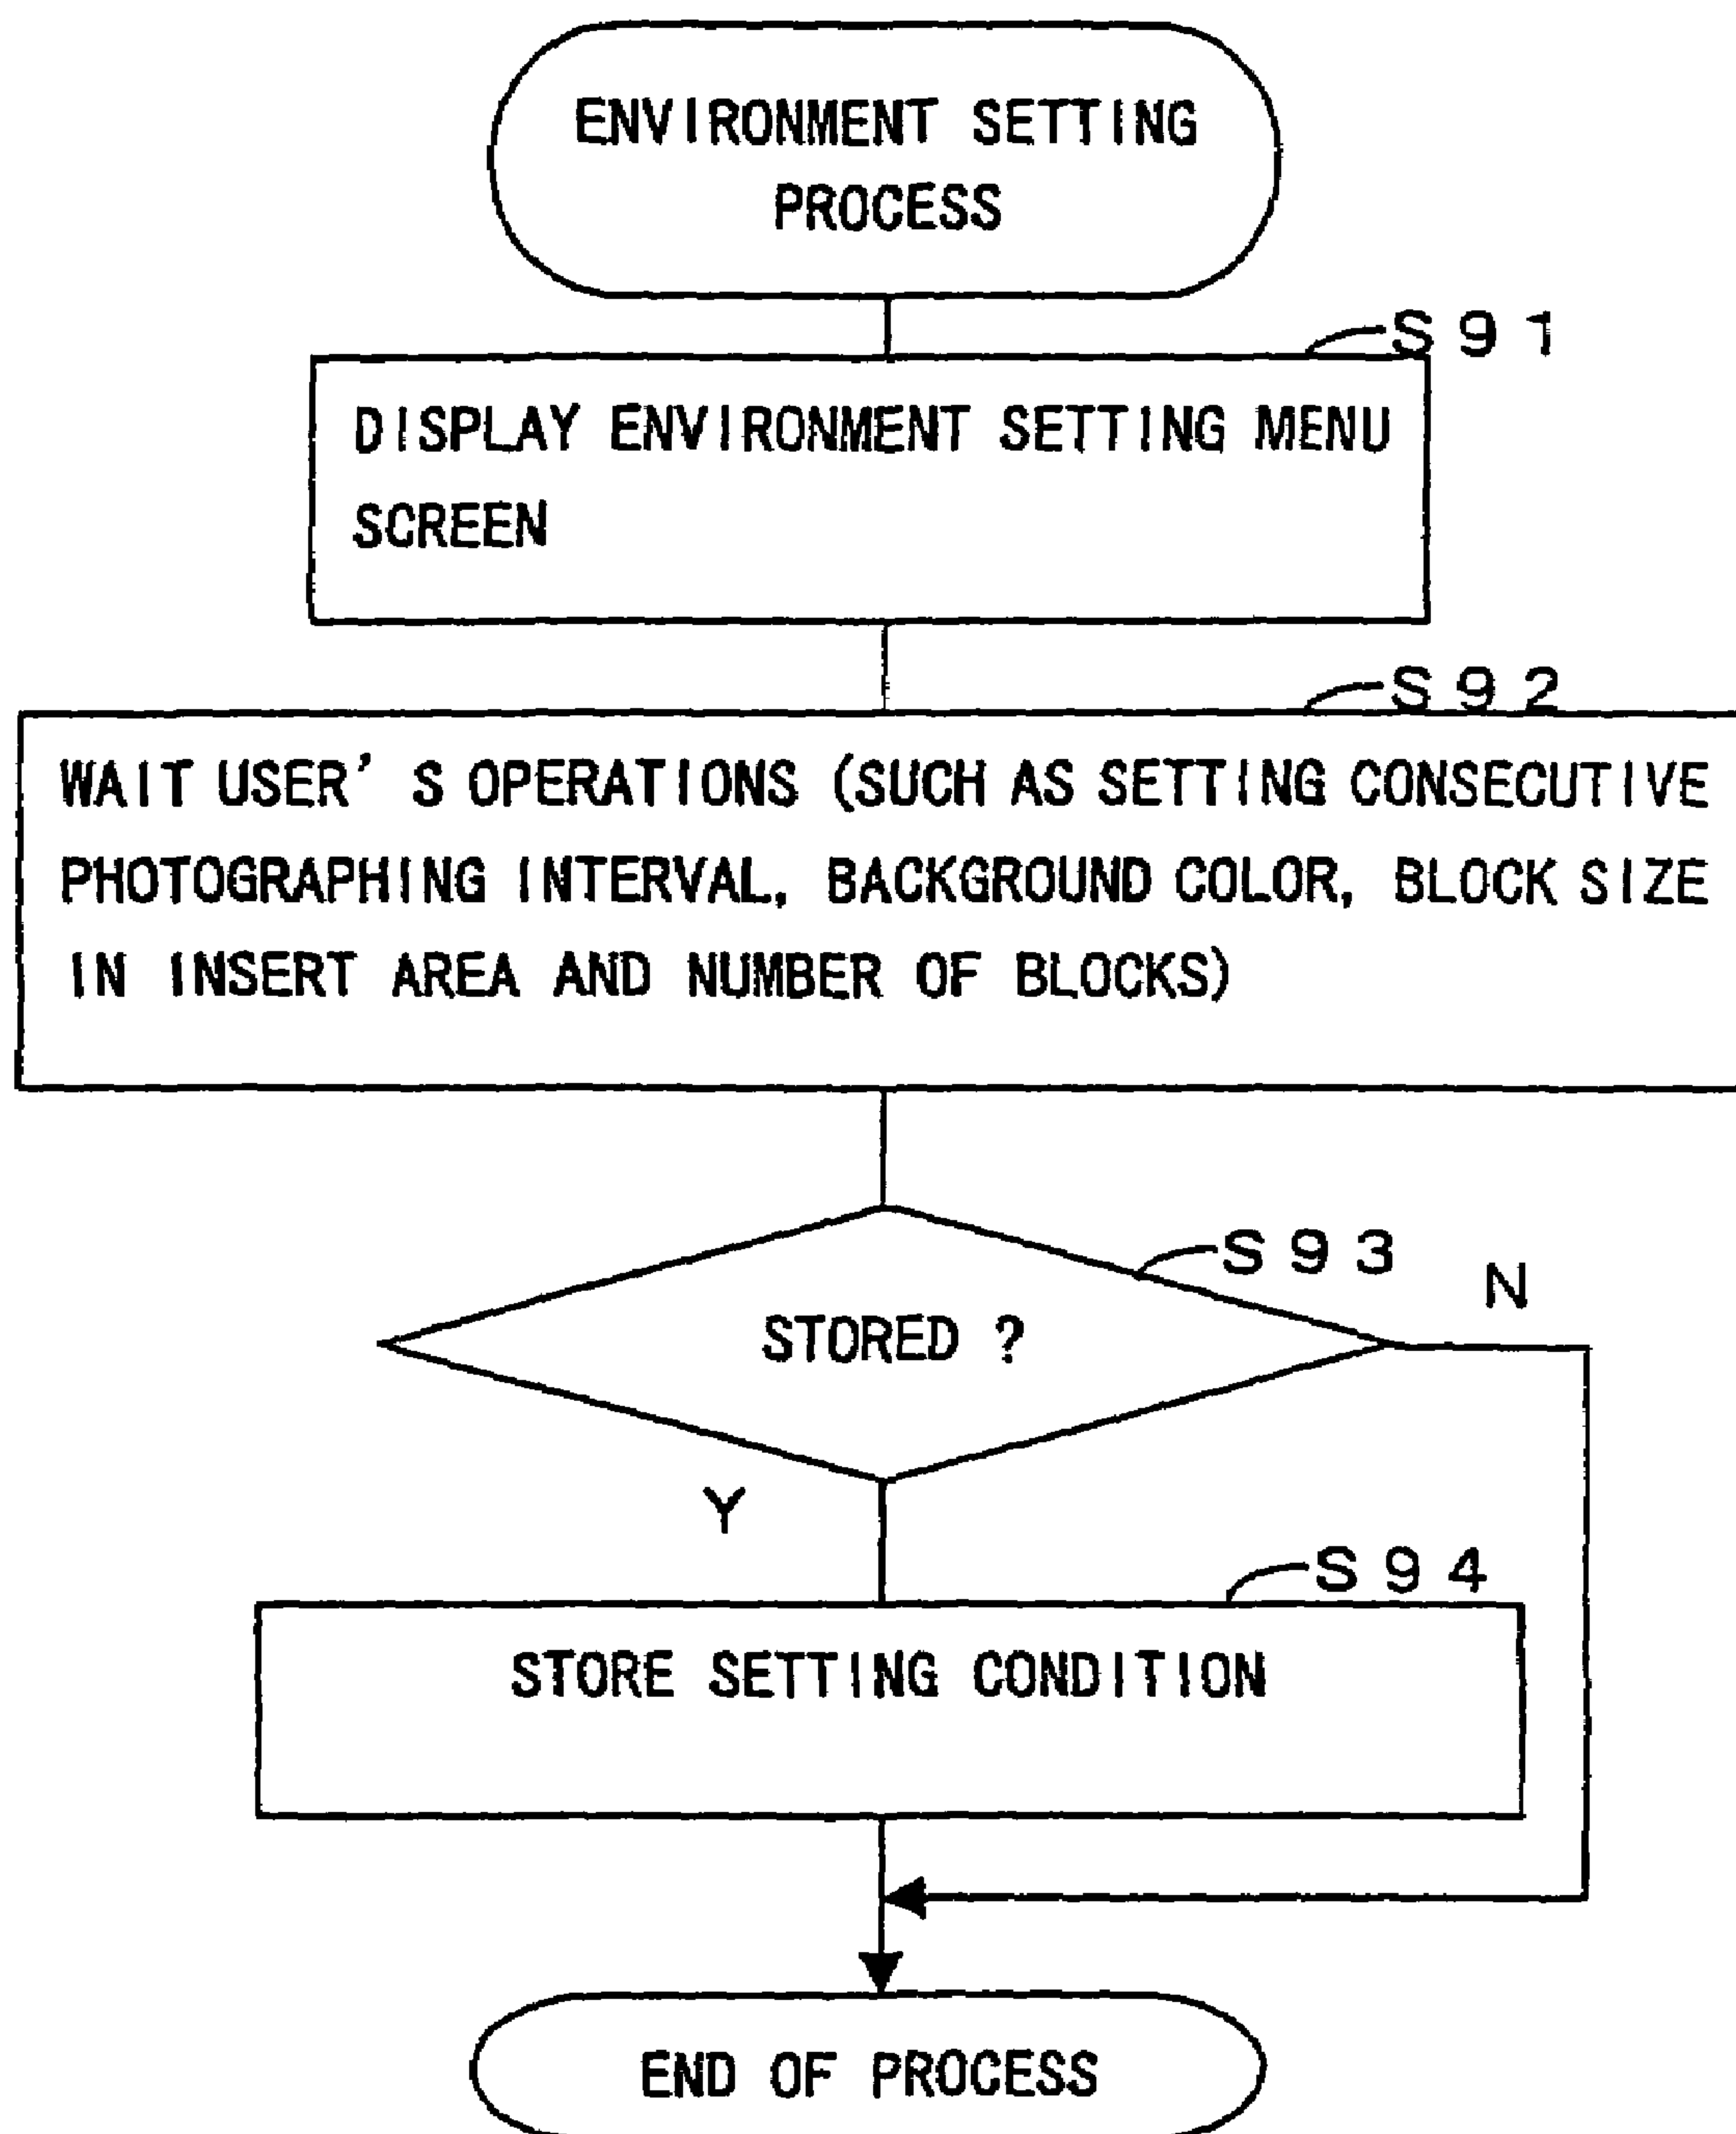 ENVIRONMENT SETTING
PROCESS
S91
DISPLAY ENVIRONMENT SETTING MENU
SCREEN
S92
WAIT USER'S OPERATIONS (SUCH AS SETTING CONSECUTIVE
PHOTOGRAPHING INTERVAL, BACKGROUND COLOR, BLOCK SIZE
IN INSERT AREA AND NUMBER OF BLOCKS)
S93
N
STORED ?
Y
S94
STORE SETTING CONDITION
END OF PROCESS